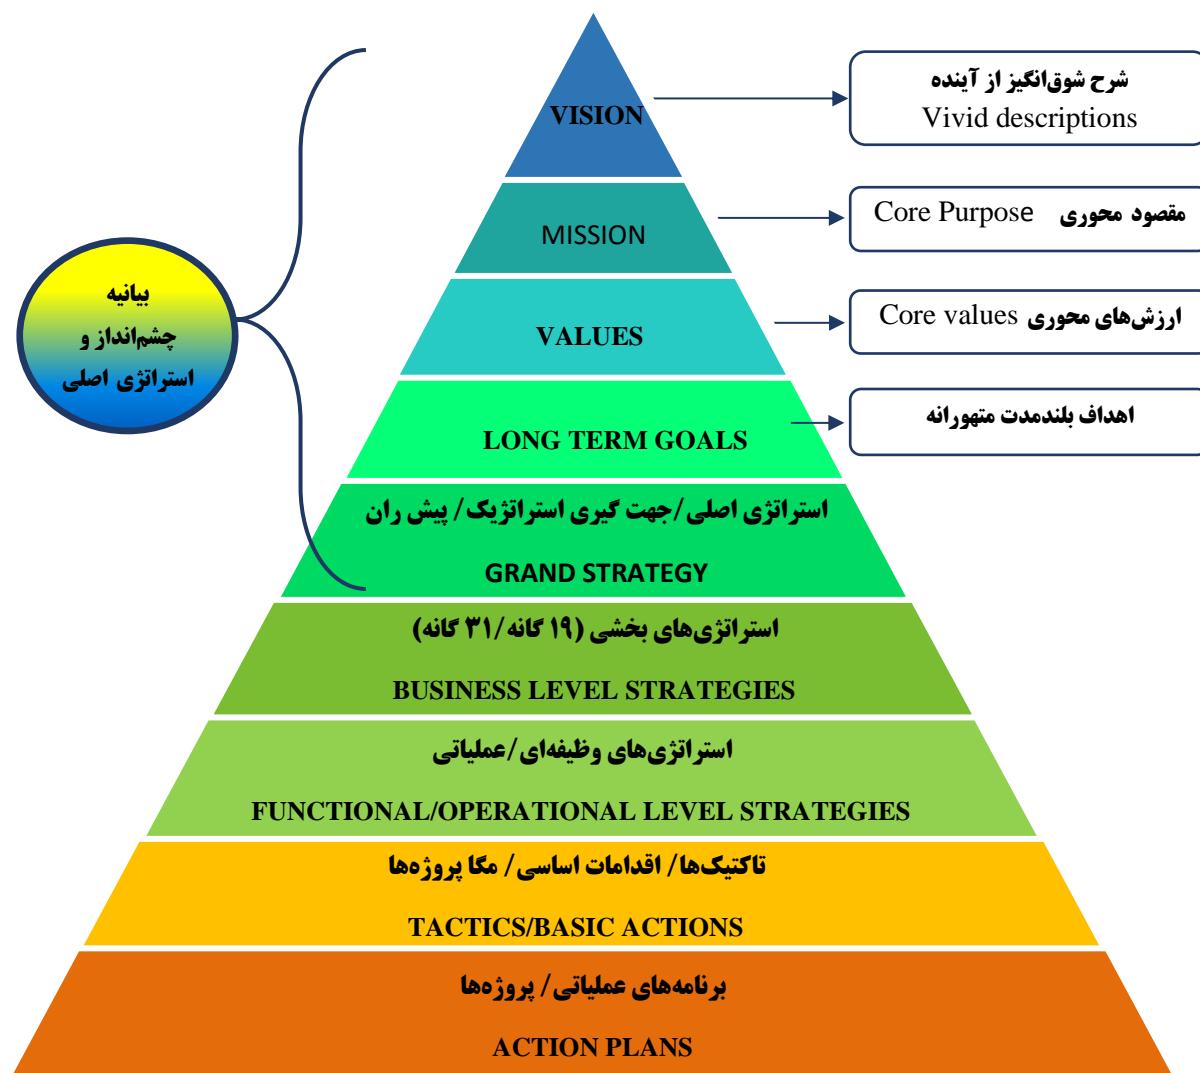 VISION
شرح شوق‌انگیز از آینده
Vivid descriptions
MISSION
Core Purpose مقصود محوری
VALUES
Core values ارزش‌های محوری
بیانیه
چشم‌انداز و
استراتژی اصلی
LONG TERM GOALS
اهداف بلندمدت متهورانه
استراتژی اصلی/جهت گیری استراتژیک/ پیش ران
GRAND STRATEGY
استراتژی‌های بخشی (۱۹ گانه/۳۱ گانه)
BUSINESS LEVEL STRATEGIES
استراتژی‌های وظیفه‌ای/عملیاتی
FUNCTIONAL/OPERATIONAL LEVEL STRATEGIES
تاکتیک‌ها/ اقدامات اساسی/ مگا پروژه‌ها
TACTICS/BASIC ACTIONS
برنامه‌های عملیاتی/ پروژه‌ها
ACTION PLANS